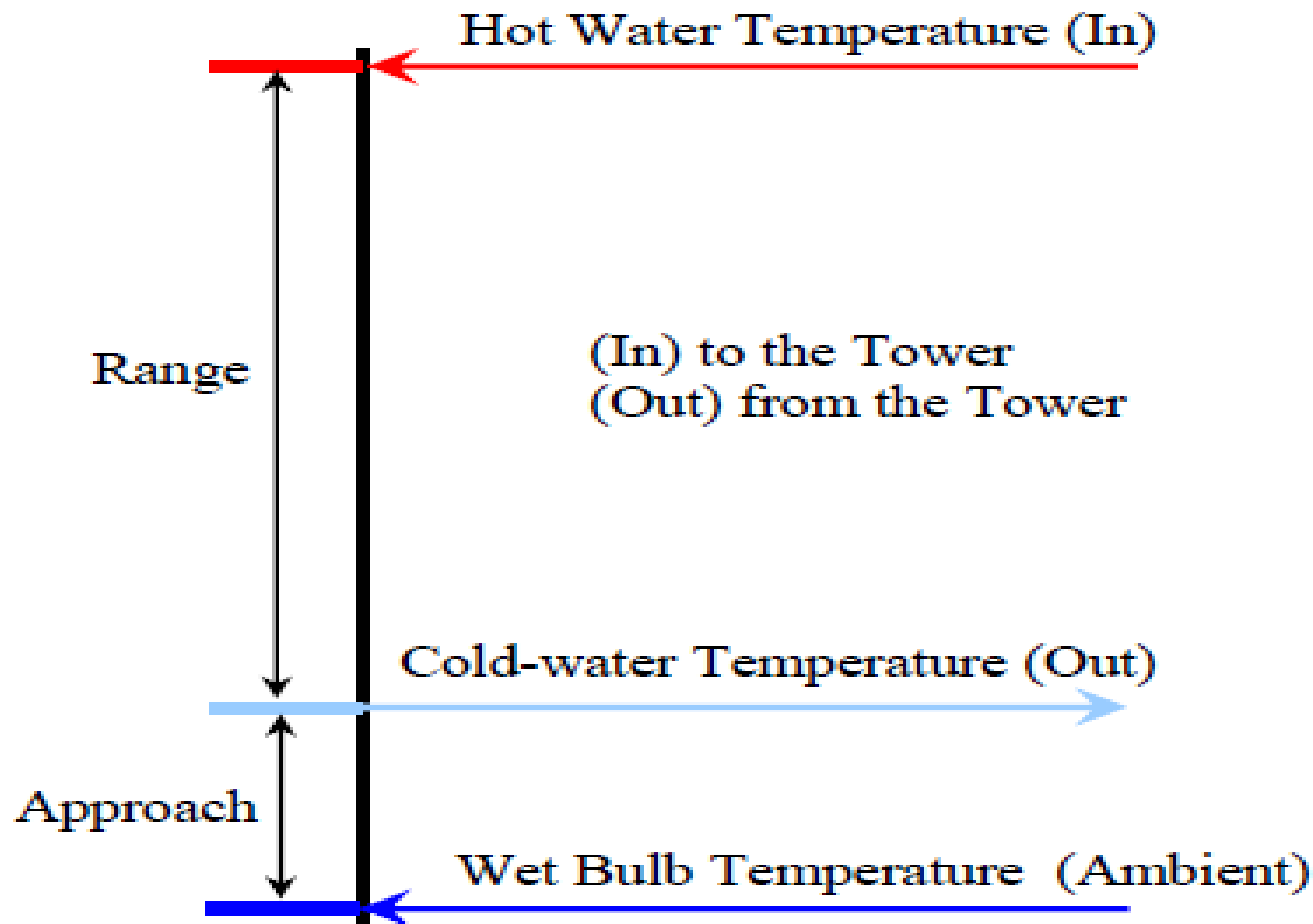 Hot Water Temperature (In)
Range
(In) to the Tower
(Out) from the Tower
Cold-water Temperature (Out)
Approach
Wet Bulb Temperature (Ambient)